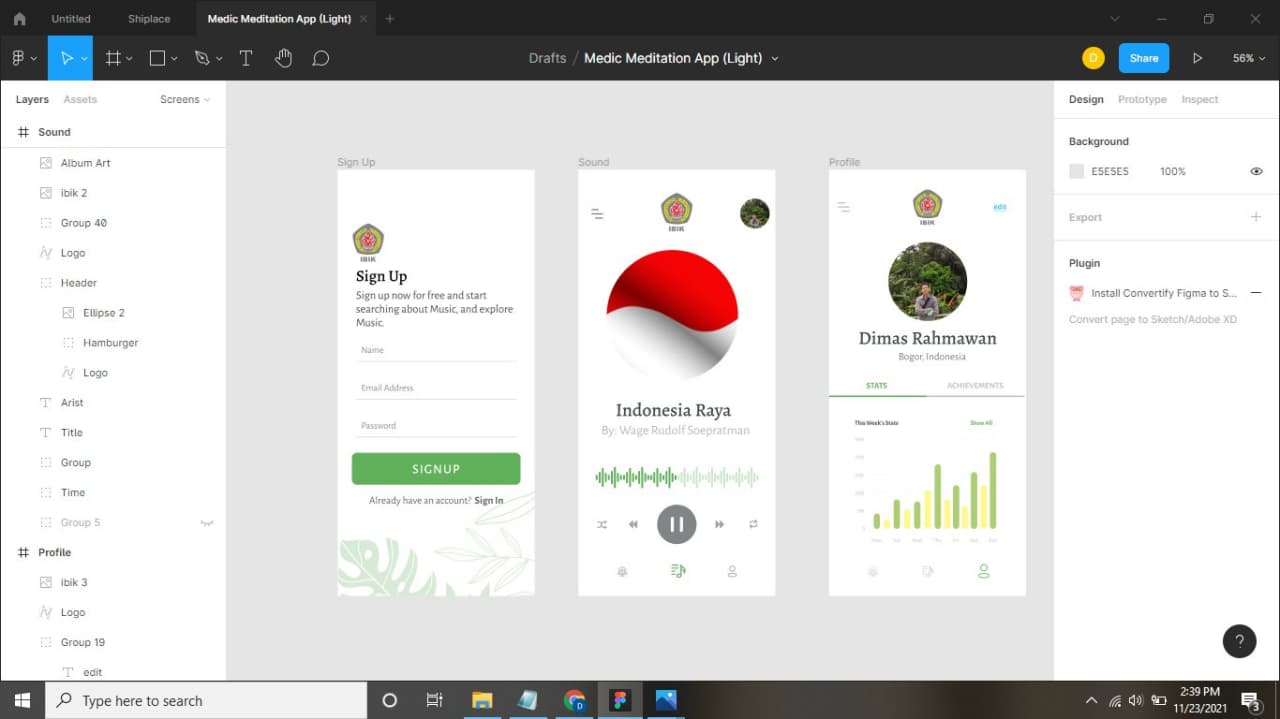 Untitled
Shiplace
Medic Meditation App (Light)
Drafts / Medic Meditation App (Light)
D
Share
56%
Layers
Assets
Screens
Sound
Album Art
ibik 2
Group 40
Logo
Header
Ellipse 2
Hamburger
Logo
Arist
Title
Group
Time
Group 5
Profile
ibik 3
Logo
Group 19
edit
Sign Up
IBIK
Sign Up
Sign up now for free and start
searching about Music, and explore
Music.
Name
Email Address
Password
SIGNUP
Already have an account? Sign In
Sound
IBIK
Indonesia Raya
By: Wage Rudolf Soepratman
Profile
IBIK
edit
Dimas Rahmawan
Bogor, Indonesia
STATS
ACHIEVEMENTS
This Week's Stats
Show All
Design
Prototype
Inspect
Background
E5E5E5
100%
Export
Plugin
Install Convertify Figma to S...
Convert page to Sketch/Adobe XD
?
Type here to search
2:39 PM
11/23/2021
3